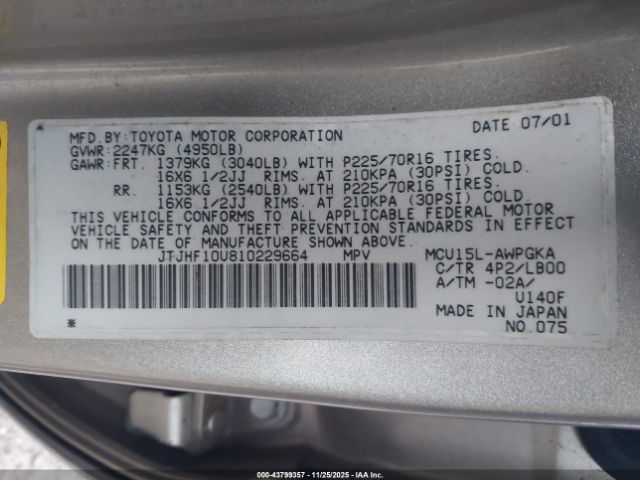 MFD. BY: TOYOTA MOTOR CORPORATION DATE 07/01
GVWR: 2247KG (4950LB)
GAWR: FRT. 1379KG (3040LB) WITH P225/70R16 TIRES.
16X6 1/2JJ RIMS. AT 210KPA (30PSI) COLD.
RR. 1153KG (2540LB) WITH P225/70R16 TIRES.
16X6 1/2JJ RIMS. AT 210KPA (30PSI) COLD.
THIS VEHICLE CONFORMS TO ALL APPLICABLE FEDERAL MOTOR
VEHICLE SAFETY AND THEFT PREVENTION STANDARDS IN EFFECT
ON THE DATE OF MANUFACTURE SHOWN ABOVE.
JTJHF10U810229664 MPV MCU15L-AWPGKA
C/TR 4P2/LB00
A/TM -02A/
U140F
MADE IN JAPAN
NO.075
000-43799357 - 11/25/2025 - IAA, Inc.